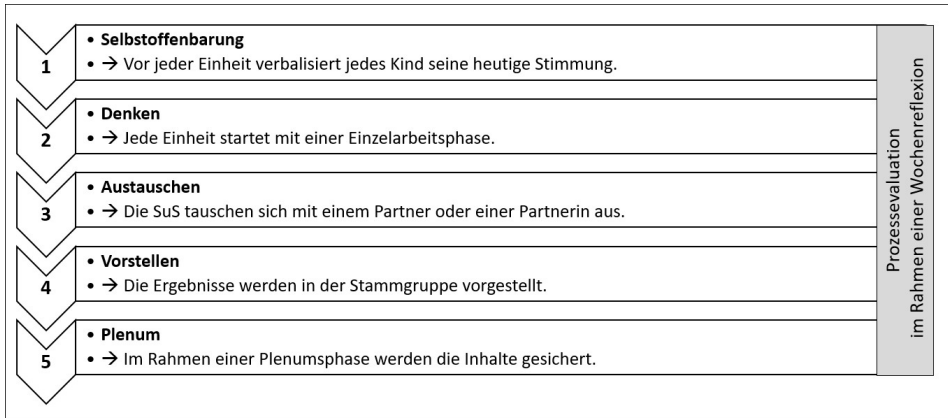 1
• Selbstoffenbarung
• → Vor jeder Einheit verbalisiert jedes Kind seine heutige Stimmung.
2
• Denken
• → Jede Einheit startet mit einer Einzelarbeitsphase.
3
• Austauschen
• → Die SuS tauschen sich mit einem Partner oder einer Partnerin aus.
4
• Vorstellen
• → Die Ergebnisse werden in der Stammgruppe vorgestellt.
5
• Plenum
• → Im Rahmen einer Plenumsphase werden die Inhalte gesichert.
Prozessevaluation
im Rahmen einer Wochenreflexion